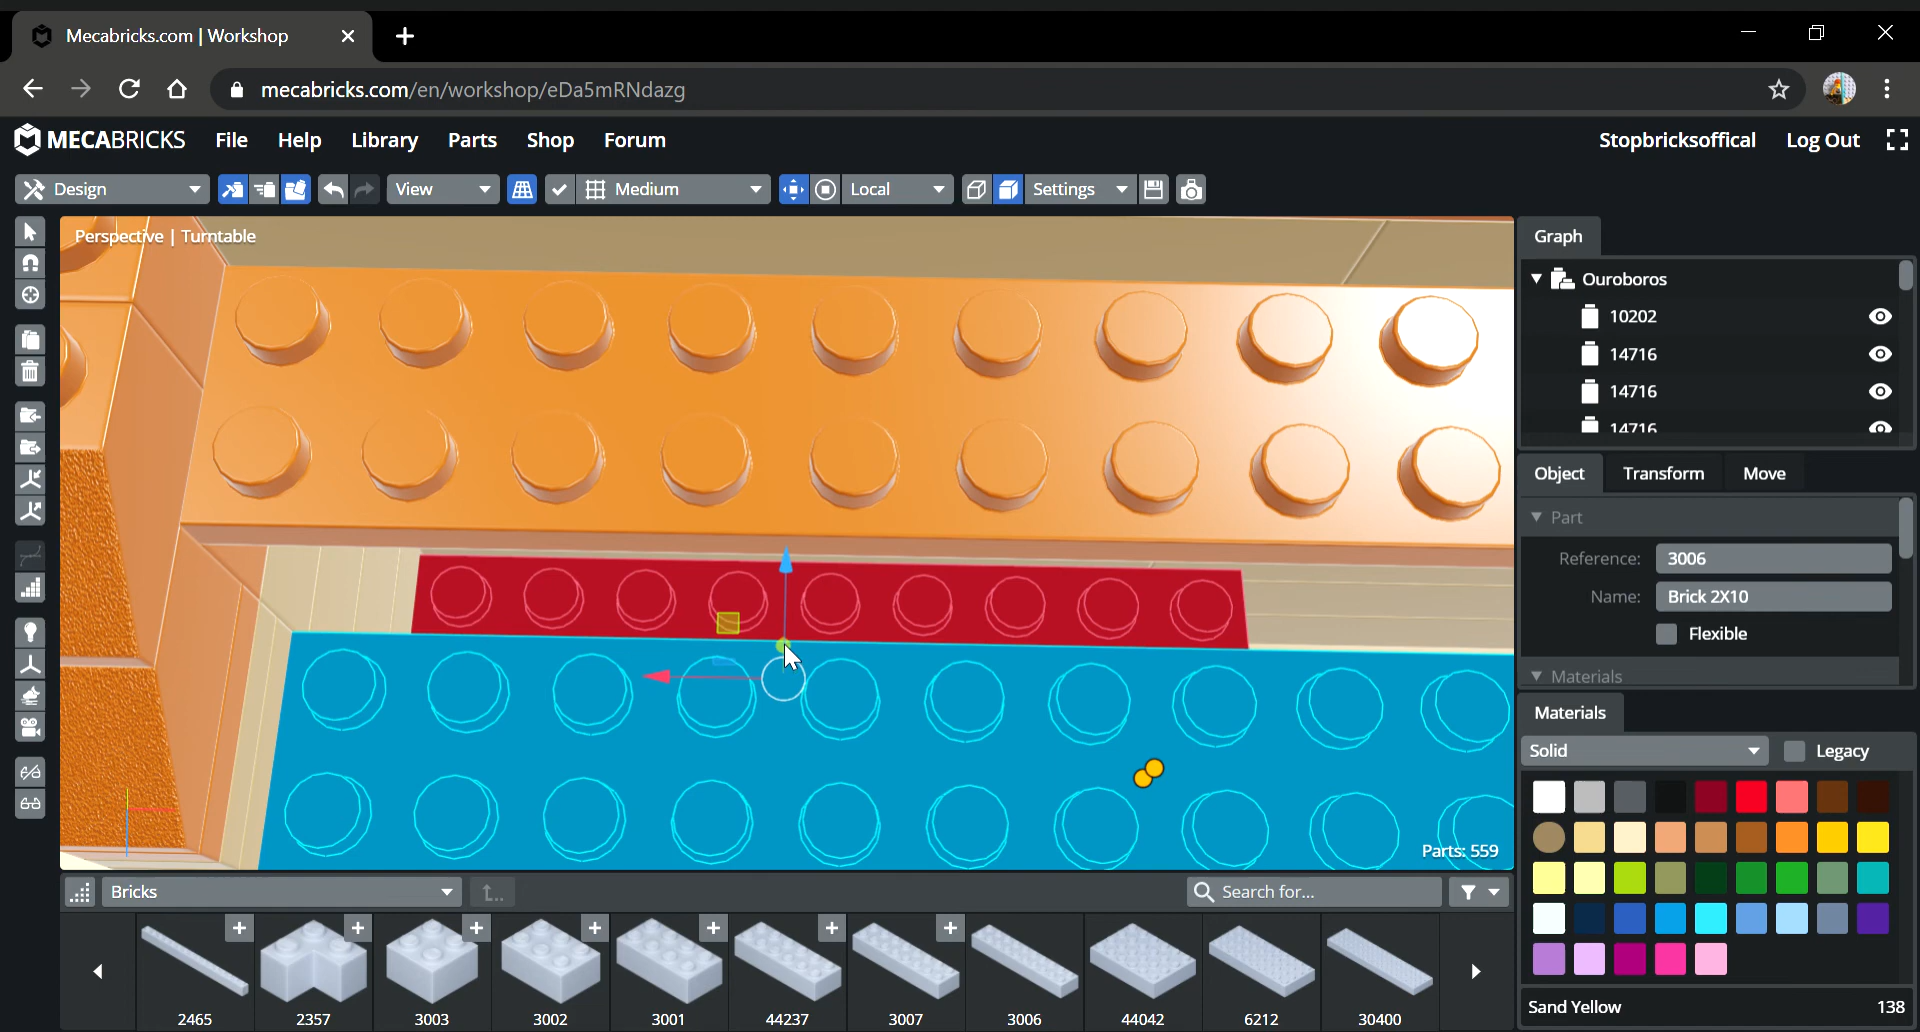 Mecabricks.com | Workshop
mecabricks.com/en/workshop/eDa5mRNdazg
MECABRICKS File Help Library Parts Shop Forum Stopbricksoffical Log Out
Design View Medium Local Settings
Perspective | Turntable
Graph
Ouroboros
10202
14716
14716
14716
Object Transform Move
Part
Reference: 3006
Name: Brick 2X10
Flexible
Materials
Materials
Solid Legacy
Parts: 559
Bricks Search for...
2465 2357 3003 3002 3001 44237 3007 3006 44042 6212 30400
Sand Yellow 138